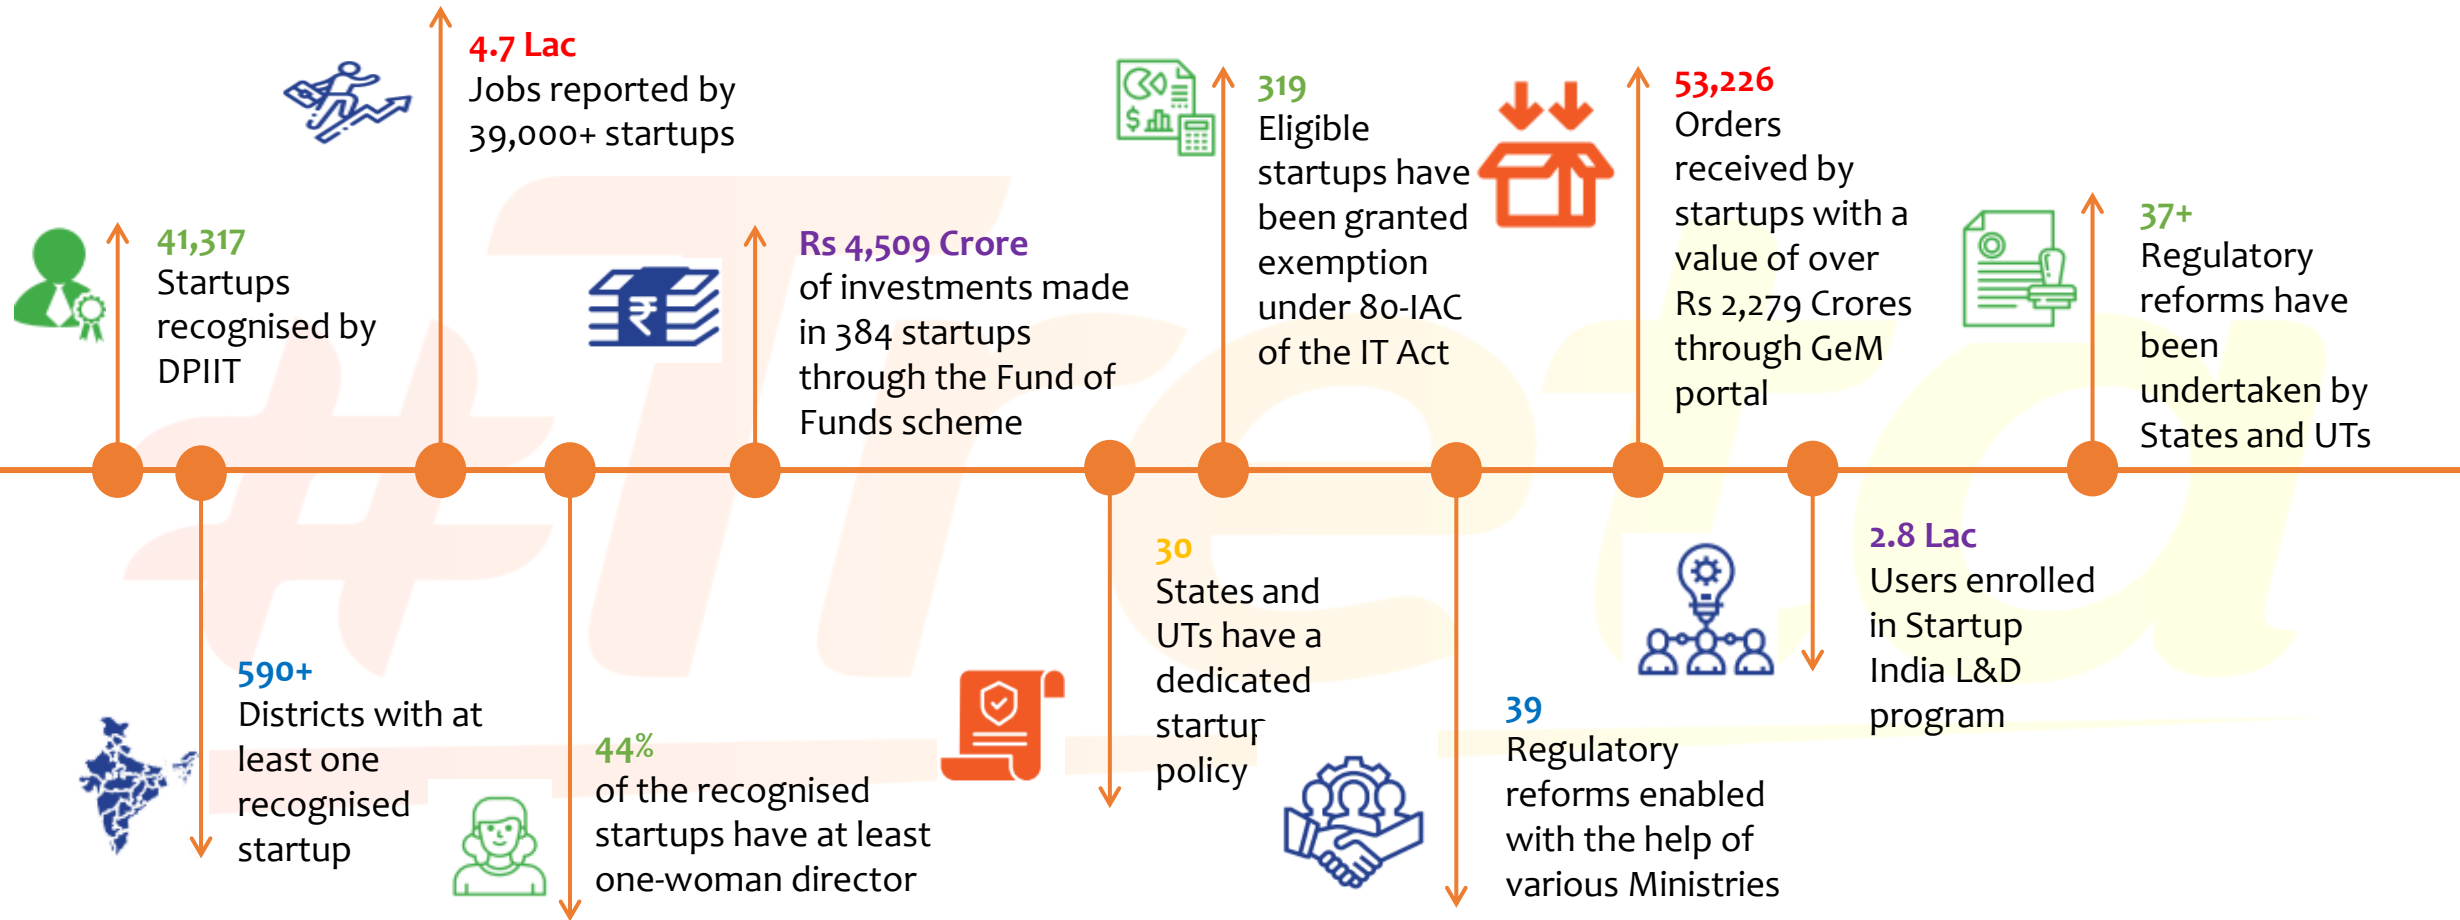 4.7 Lac
Jobs reported by
39,000+ startups
41,317
Startups
recognised by
DPIIT
Rs 4,509 Crore
of investments made
in 384 startups
through the Fund of
Funds scheme
319
Eligible
startups have
been granted
exemption
under 80-IAC
of the IT Act
53,226
Orders
received by
startups with a
value of over
Rs 2,279 Crores
through GeM
portal
37+
Regulatory
reforms have
been
undertaken by
States and UTs
#Treta
590+
Districts with at
least one
recognised
startup
44%
of the recognised
startups have at least
one-woman director
30
States and
UTs have a
dedicated
startup
policy
39
Regulatory
reforms enabled
with the help of
various Ministries
2.8 Lac
Users enrolled
in Startup
India L&D
program